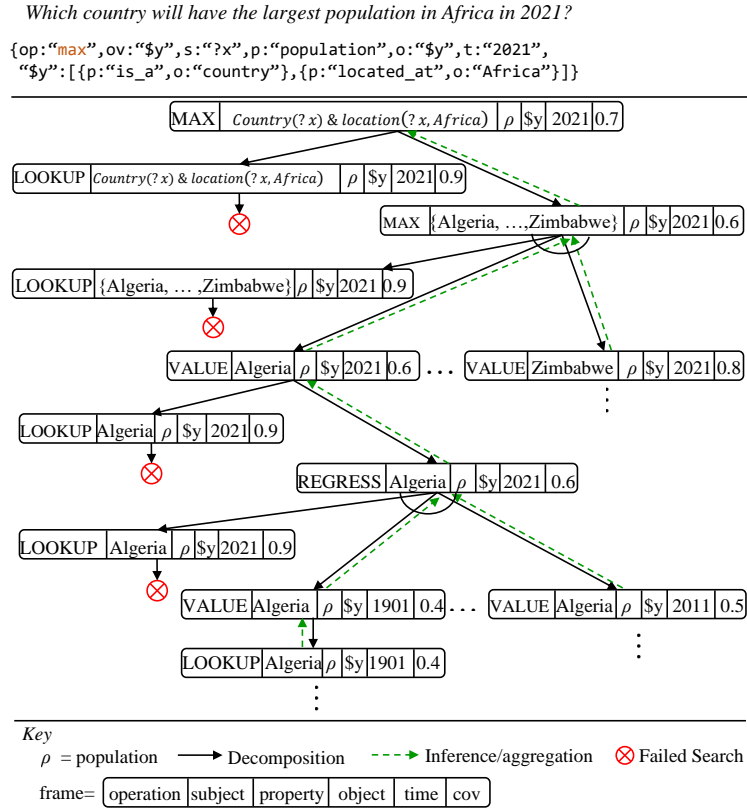 Which country will have the largest population in Africa in 2021?
{op:“max”,ov:“$y”,s:“?x”,p:“population”,o:“$y”,t:“2021”,
“$y”:[{p:“is_a”,o:“country”},{p:“located_at”,o:“Africa”}]}
MAX Country(?x) & location(?x, Africa) ρ $y 2021 0.7
LOOKUP Country(?x) & location(?x, Africa) ρ $y 2021 0.9
MAX {Algeria, …,Zimbabwe} ρ $y 2021 0.6
LOOKUP {Algeria, … ,Zimbabwe} ρ $y 2021 0.9
VALUE Algeria ρ $y 2021 0.6 ... VALUE Zimbabwe ρ $y 2021 0.8
LOOKUP Algeria ρ $y 2021 0.9
REGRESS Algeria ρ $y 2021 0.6
LOOKUP Algeria ρ $y 2021 0.9
VALUE Algeria ρ $y 1901 0.4 ... VALUE Algeria ρ $y 2011 0.5
LOOKUP Algeria ρ $y 1901 0.4
Key
ρ = population Decomposition Inference/aggregation Failed Search
frame= operation subject property object time cov